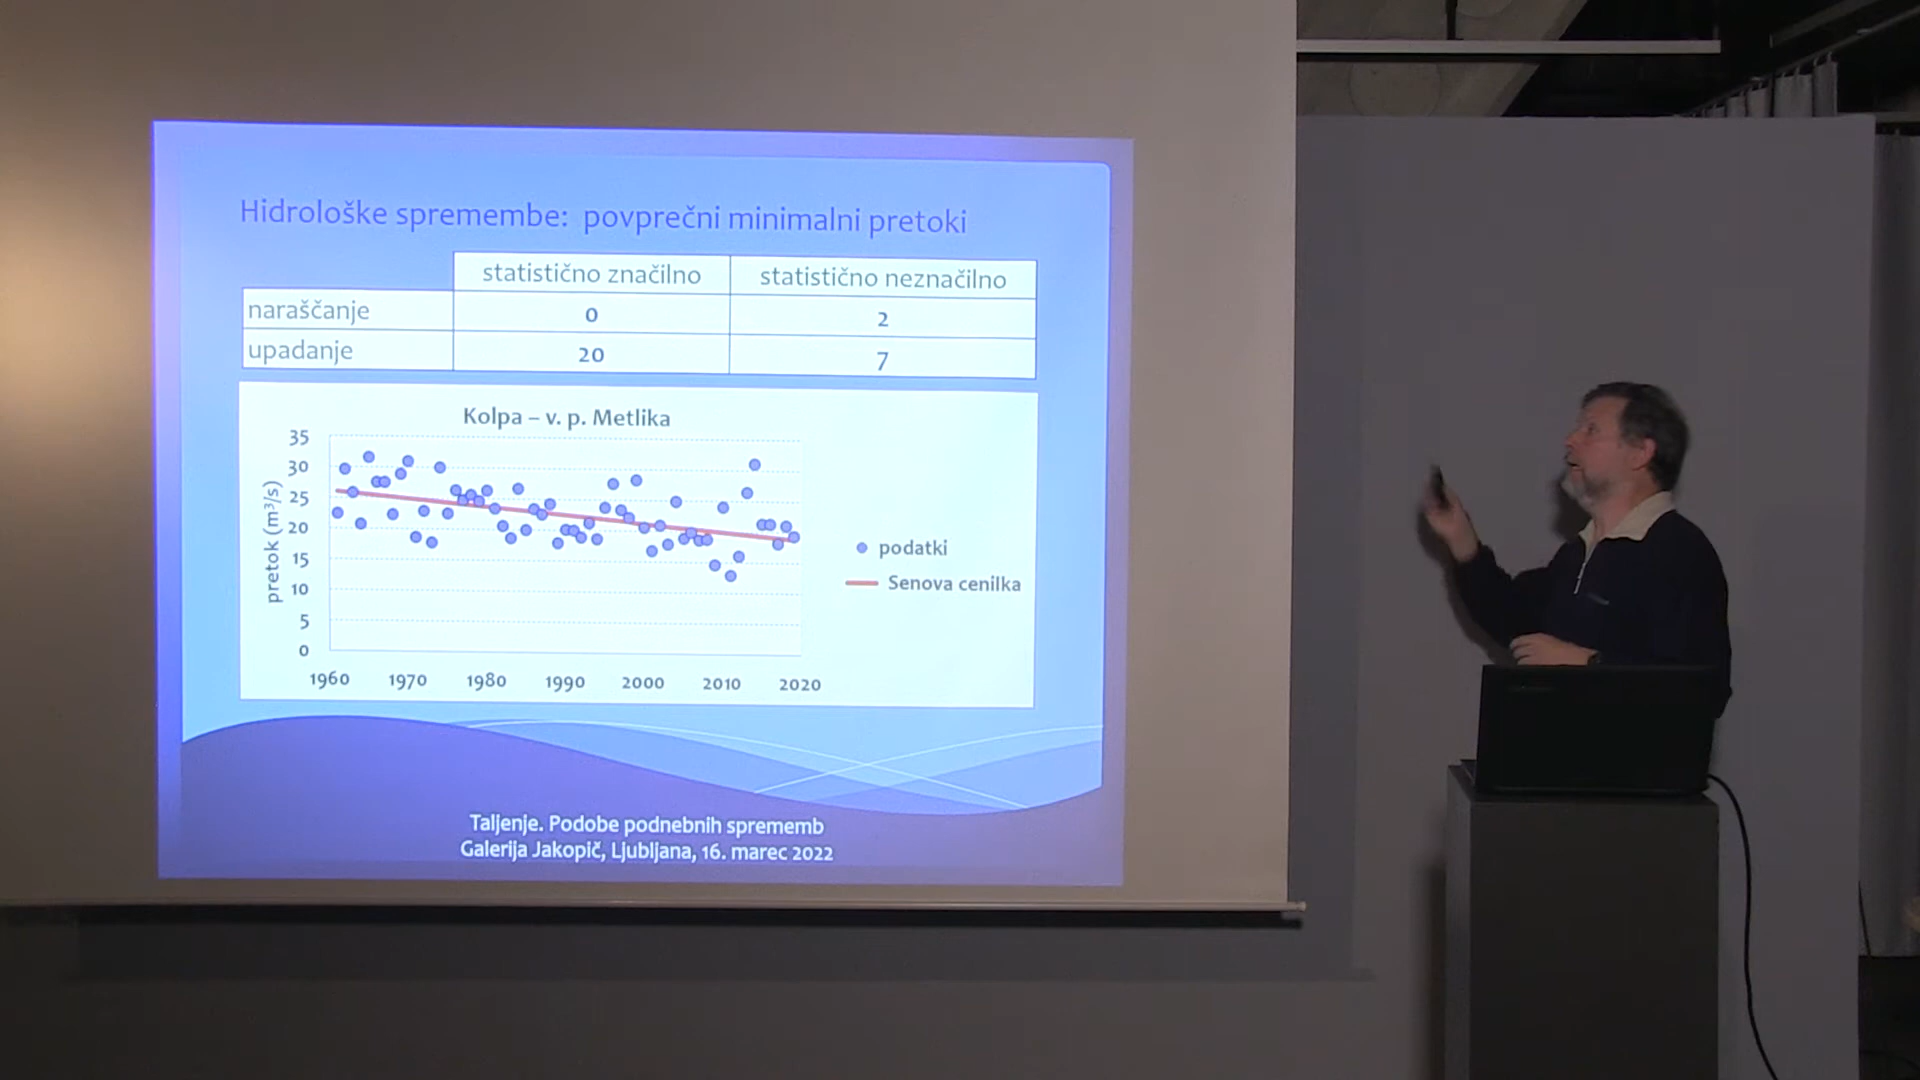 Hidrološke spremembe: povprečni minimalni pretoki
statistično značilno statistično neznačilno
naraščanje 0 2
upadanje 20 7
Kolpa – v. p. Metlika
35
30
25
20
15
10
5
0
pretok (m³/s)
1960 1970 1980 1990 2000 2010 2020
podatki
Senova cenilka
Taljenje. Podobe podnebnih sprememb
Galerija Jakopič, Ljubljana, 16. marec 2022